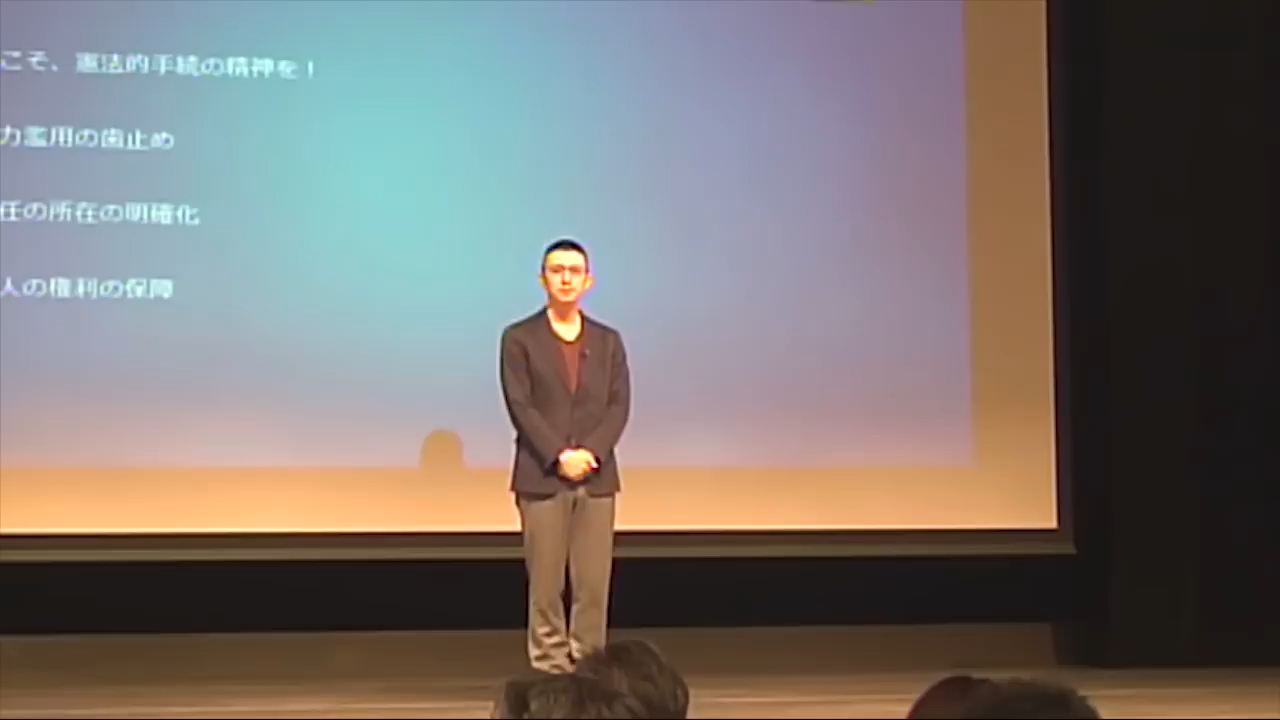 こそ、憲法的手続の精神を！
力濫用の歯止め
任の所在の明確化
人の権利の保障